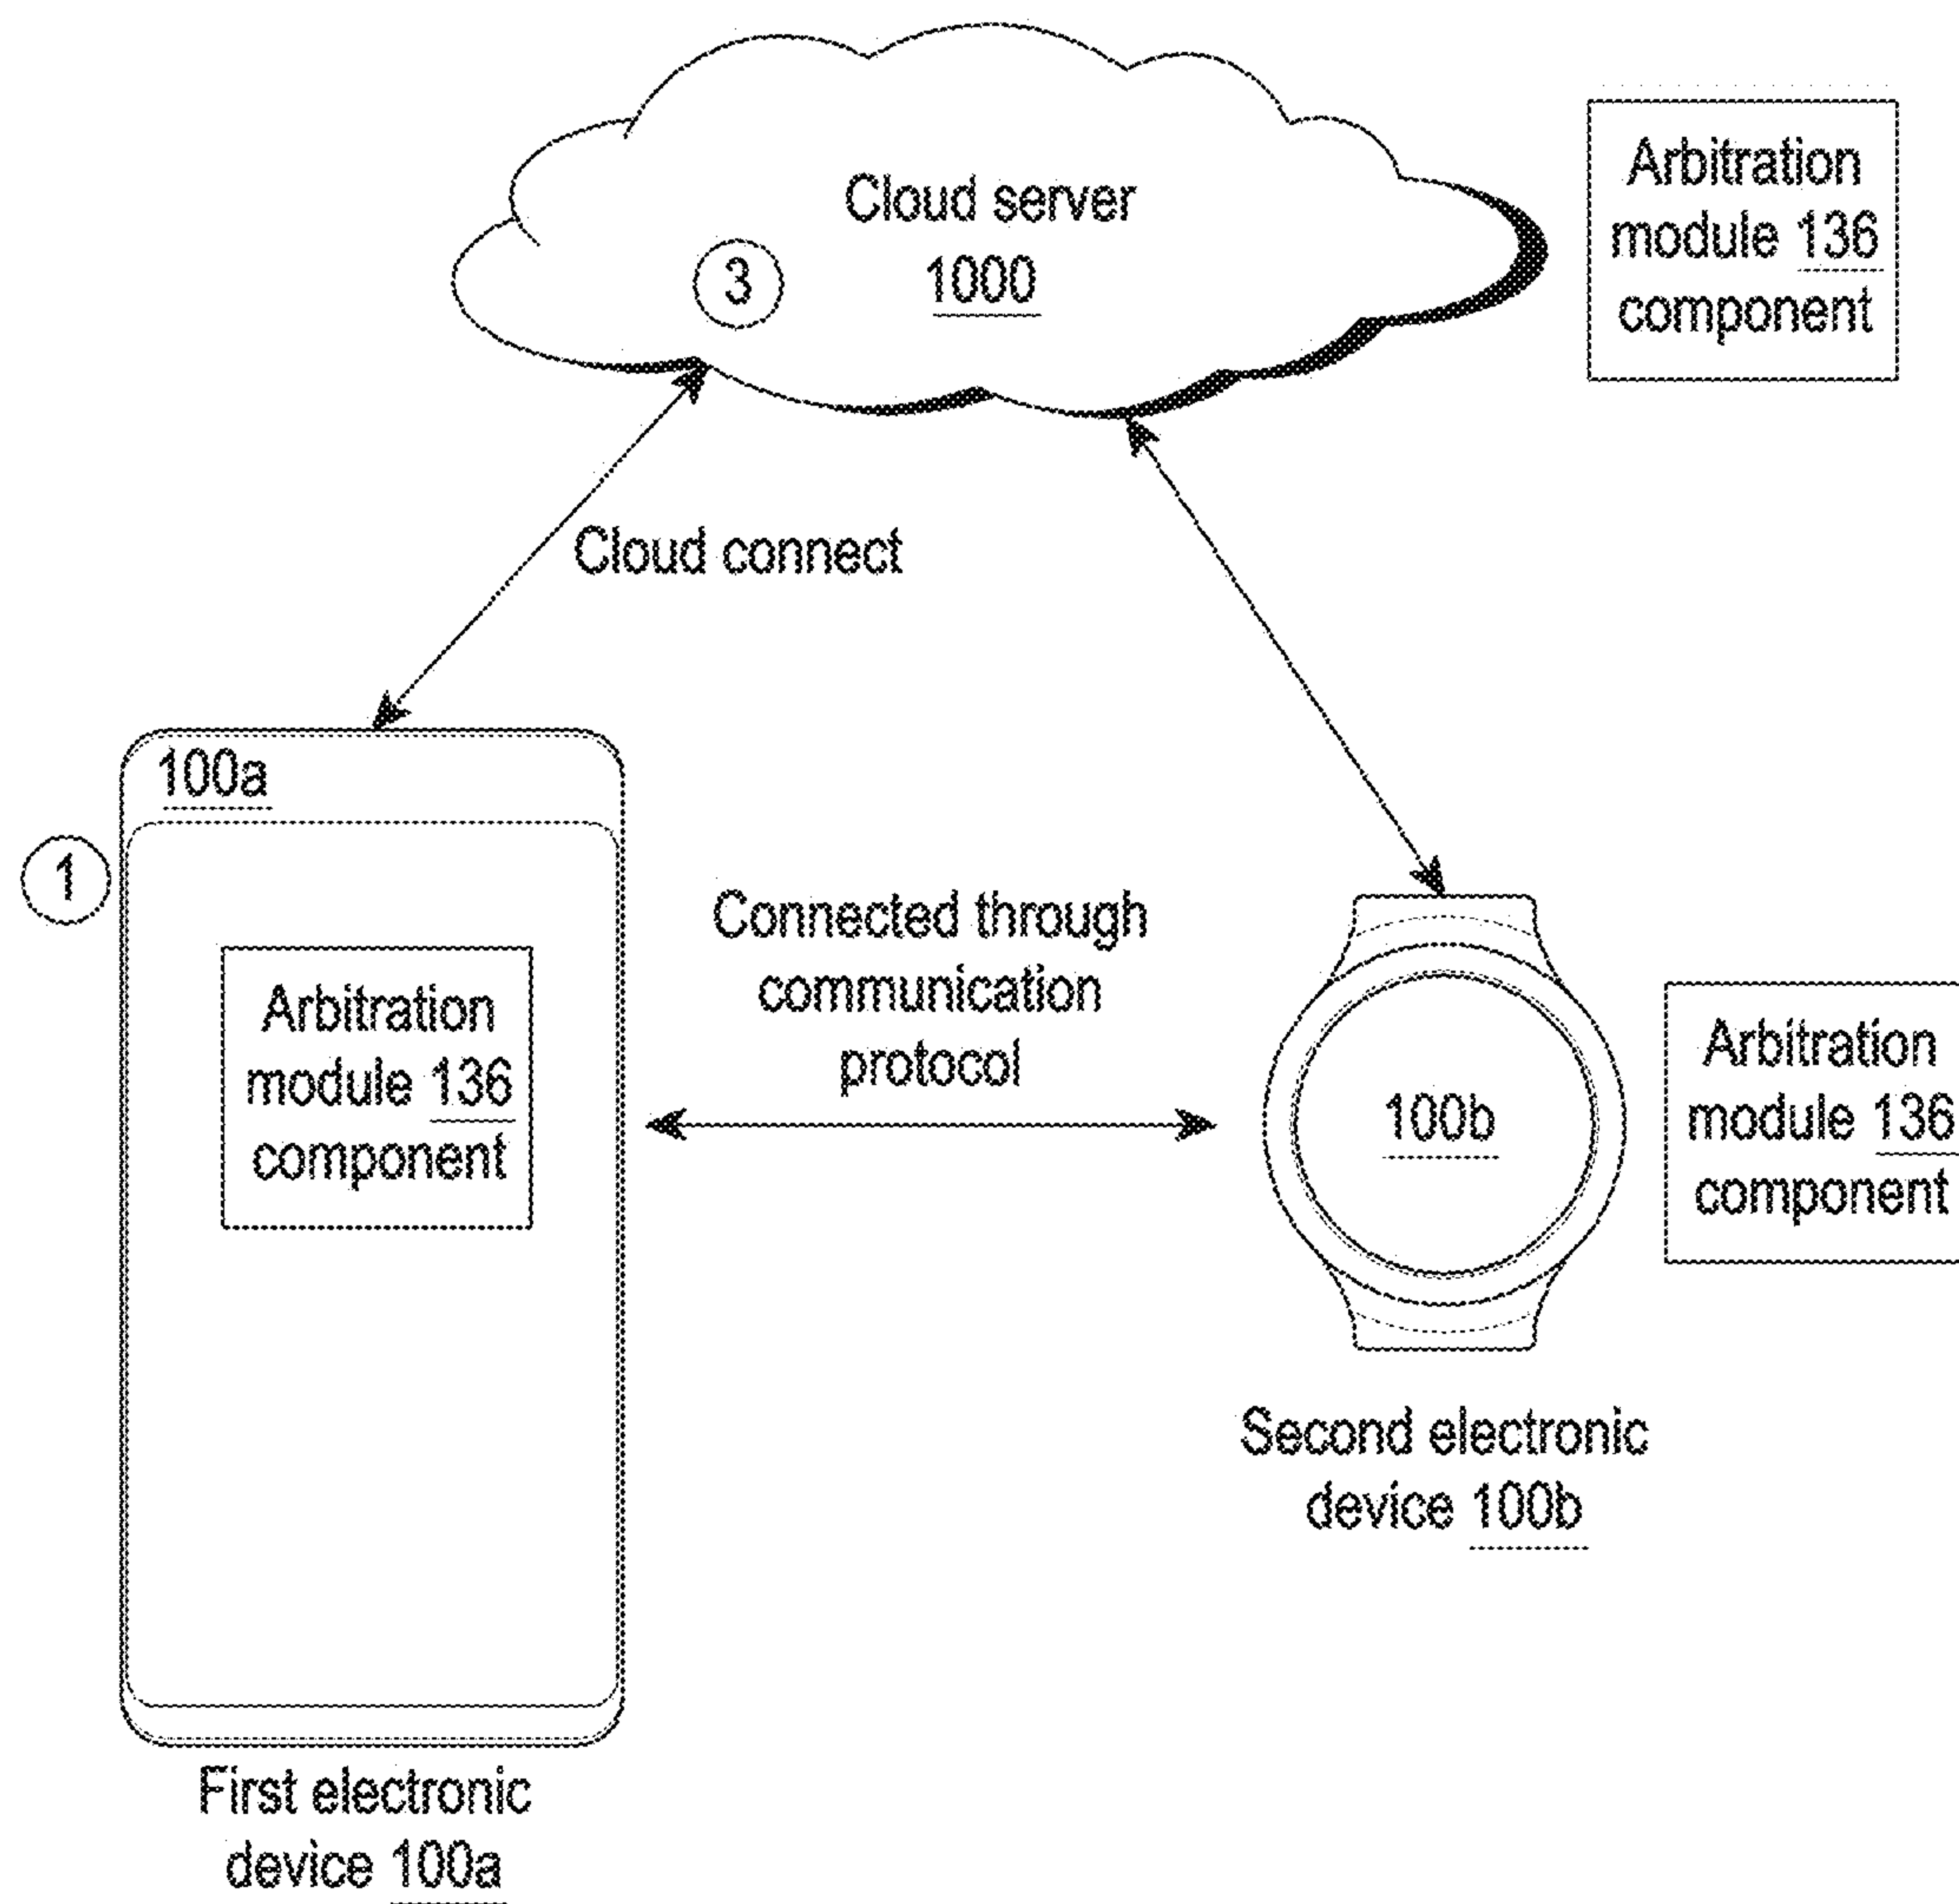 Cloud server
1000
3
Arbitration
module 136
component
Cloud connect
100a
1
Arbitration
module 136
component
Connected through
communication
protocol
100b
Arbitration
module 136
component
Second electronic
device 100b
First electronic
device 100a